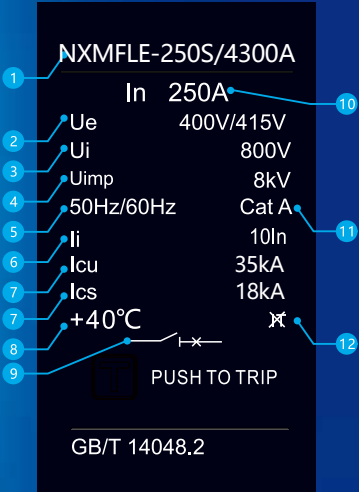 NXMFLE-250S/4300A
1
In 250A 10
2 Ue 400V/415V
3 Ui 800V
4 Uimp 8kV
5 50Hz/60Hz Cat A 11
6 Ii 10In
7 Icu 35kA
7 Ics 18kA
8 +40℃ 12
9
PUSH TO TRIP
GB/T 14048.2